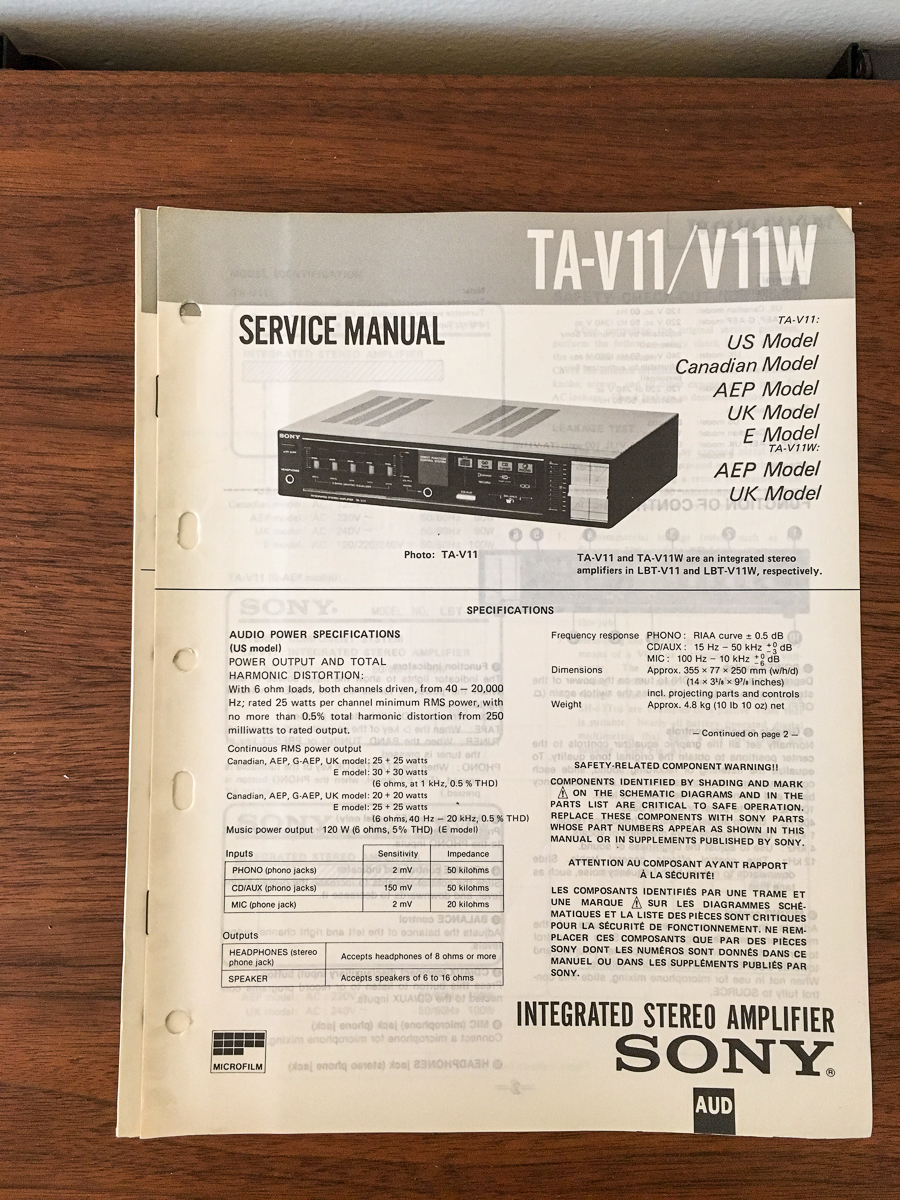 TA-V11/V11W
SERVICE MANUAL
TA-V11:
US Model
Canadian Model
AEP Model
UK Model
E Model
TA-V11W:
AEP Model
UK Model
SONY
Photo: TA-V11
TA-V11 and TA-V11W are an integrated stereo
amplifiers in LBT-V11 and LBT-V11W, respectively.
SPECIFICATIONS
AUDIO POWER SPECIFICATIONS
(US model)
POWER OUTPUT AND TOTAL
HARMONIC DISTORTION:
With 6 ohm loads, both channels driven, from 40 – 20,000
Hz; rated 25 watts per channel minimum RMS power, with
no more than 0.5% total harmonic distortion from 250
milliwatts to rated output.
Continuous RMS power output
Canadian, AEP, G-AEP, UK model: 25 + 25 watts
E model: 30 + 30 watts
(6 ohms, at 1 kHz, 0.5 % THD)
Canadian, AEP, G-AEP, UK model: 20 + 20 watts
E model: 25 + 25 watts
(6 ohms, 40 Hz – 20 kHz, 0.5 % THD)
Music power output 120 W (6 ohms, 5% THD) (E model)
Inputs Sensitivity Impedance
PHONO (phono jacks) 2 mV 50 kilohms
CD/AUX (phono jacks) 150 mV 50 kilohms
MIC (phone jack) 2 mV 20 kilohms
Outputs
HEADPHONES (stereo
phone jack) Accepts headphones of 8 ohms or more
SPEAKER Accepts speakers of 6 to 16 ohms
Frequency response PHONO: RIAA curve ± 0.5 dB
CD/AUX: 15 Hz – 50 kHz +0 -3 dB
MIC: 100 Hz – 10 kHz +0 -6 dB
Dimensions Approx. 355 × 77 × 250 mm (w/h/d)
(14 × 3 1/8 × 9 7/8 inches)
incl. projecting parts and controls
Weight Approx. 4.8 kg (10 lb 10 oz) net
— Continued on page 2 —
SAFETY-RELATED COMPONENT WARNING!!
COMPONENTS IDENTIFIED BY SHADING AND MARK
⚠ ON THE SCHEMATIC DIAGRAMS AND IN THE
PARTS LIST ARE CRITICAL TO SAFE OPERATION.
REPLACE THESE COMPONENTS WITH SONY PARTS
WHOSE PART NUMBERS APPEAR AS SHOWN IN THIS
MANUAL OR IN SUPPLEMENTS PUBLISHED BY SONY.
ATTENTION AU COMPOSANT AYANT RAPPORT
À LA SÉCURITÉ!
LES COMPOSANTS IDENTIFIÉS PAR UNE TRAME ET
UNE MARQUE ⚠ SUR LES DIAGRAMMES SCHÉ-
MATIQUES ET LA LISTE DES PIÈCES SONT CRITIQUES
POUR LA SÉCURITÉ DE FONCTIONNEMENT. NE REM-
PLACER CES COMPOSANTS QUE PAR DES PIÈCES
SONY DONT LES NUMÉROS SONT DONNÉS DANS CE
MANUEL OU DANS LES SUPPLÉMENTS PUBLIÉS PAR
SONY.
MICROFILM
INTEGRATED STEREO AMPLIFIER
SONY®
AUD